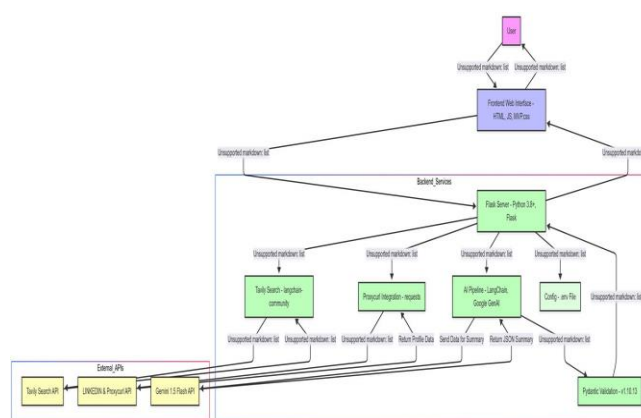 User
Unsupported markdown: list
Unsupported markdown: list
Frontend Web Interface -
HTML, JS, MVP.css
Unsupported markdown: list
Unsupported markdo
Backend_Services
Flask Server - Python 3.8+,
Flask
Unsupported markdown: list
Unsupported markdown: list
Unsupported markdown: list
Unsupported markdown: list
Tavily Search - langchain-
community
Proxycurl Integration - requests
AI Pipeline - LangChain,
Google GenAI
Config - .env File
Unsupported markdown: list
Unsupported markdown: list
Unsupported markdown: list
Unsupported markdown: list
Return Profile Data
Send Data for Summary
Return JSON Summary
Unsupported markdown: list
External_APIs
Tavily Search API
LINKEDIN & Proxycurl API
Gemini 1.5 Flash API
Pydantic Validation - v1.10.13